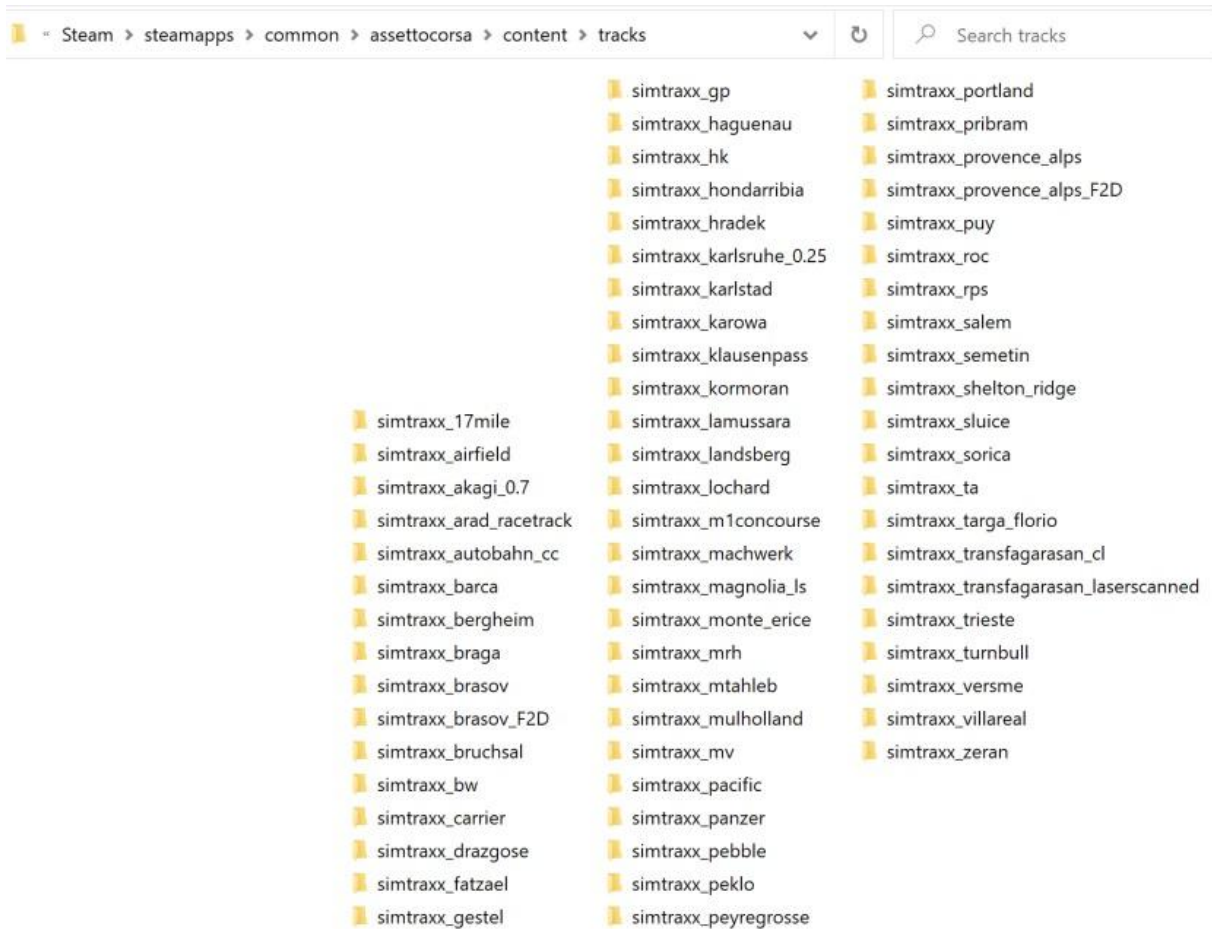 « Steam > steamapps > common > assettocorsa > content > tracks
Search tracks
simtraxx_17mile
simtraxx_airfield
simtraxx_akagi_0.7
simtraxx_arad_racetrack
simtraxx_autobahn_cc
simtraxx_barca
simtraxx_bergheim
simtraxx_braga
simtraxx_brasov
simtraxx_brasov_F2D
simtraxx_bruchsal
simtraxx_bw
simtraxx_carrier
simtraxx_drazgose
simtraxx_fatzael
simtraxx_gestel
simtraxx_gp
simtraxx_haguenau
simtraxx_hk
simtraxx_hondarribia
simtraxx_hradek
simtraxx_karlsruhe_0.25
simtraxx_karlstad
simtraxx_karowa
simtraxx_klausenpass
simtraxx_kormoran
simtraxx_lamussara
simtraxx_landsberg
simtraxx_lochard
simtraxx_m1concourse
simtraxx_machwerk
simtraxx_magnolia_ls
simtraxx_monte_erice
simtraxx_mrh
simtraxx_mtahleb
simtraxx_mulholland
simtraxx_mv
simtraxx_pacific
simtraxx_panzer
simtraxx_pebble
simtraxx_peklo
simtraxx_peyregrosse
simtraxx_portland
simtraxx_pribram
simtraxx_provence_alps
simtraxx_provence_alps_F2D
simtraxx_puy
simtraxx_roc
simtraxx_rps
simtraxx_salem
simtraxx_semetin
simtraxx_shelton_ridge
simtraxx_sluice
simtraxx_sorica
simtraxx_ta
simtraxx_targa_florio
simtraxx_transfagarasan_cl
simtraxx_transfagarasan_laserscanned
simtraxx_trieste
simtraxx_turnbull
simtraxx_versme
simtraxx_villareal
simtraxx_zeran